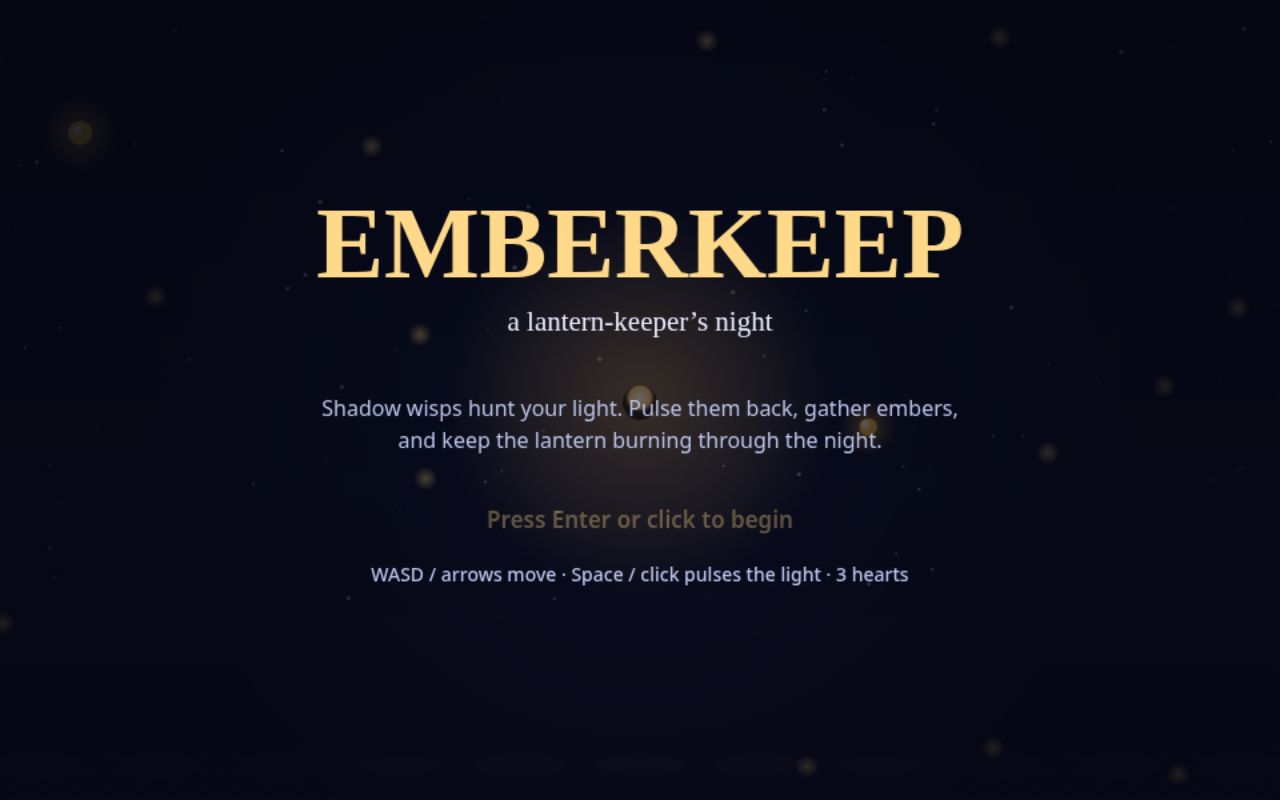 EMBERKEEP
a lantern-keeper’s night
Shadow wisps hunt your light. Pulse them back, gather embers,
and keep the lantern burning through the night.
Press Enter or click to begin
WASD / arrows move · Space / click pulses the light · 3 hearts